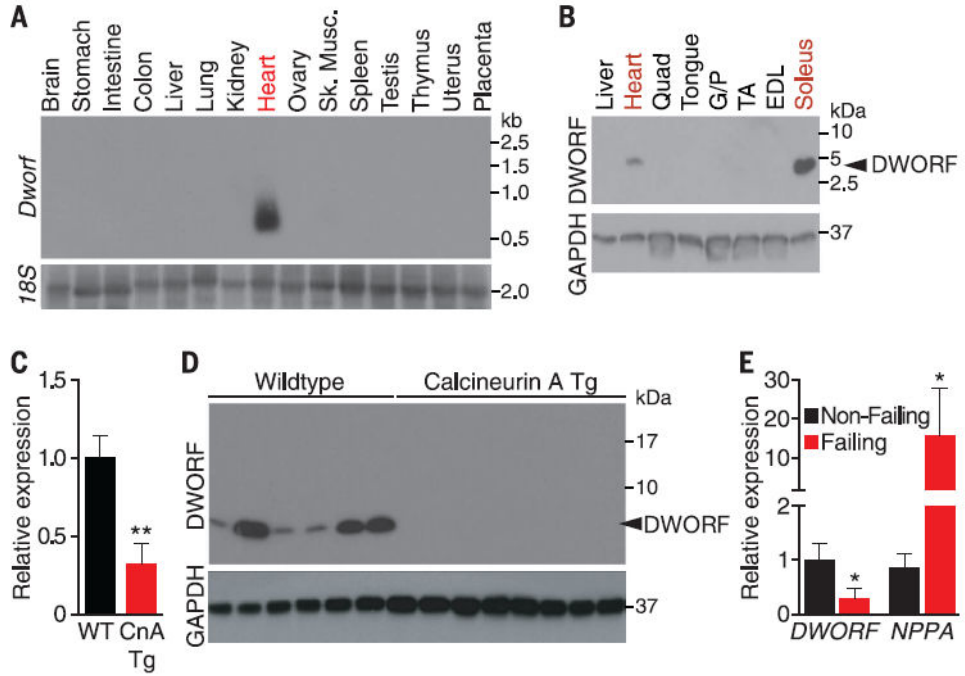 A
Brain
Stomach
Intestine
Colon
Liver
Lung
Kidney
Heart
Ovary
Sk. Musc.
Spleen
Testis
Thymus
Uterus
Placenta
kb
2.5
1.5
1.0
0.5
Dworf
18S
2.0
B
Liver
Heart
Quad
Tongue
G/P
TA
EDL
Soleus
kDa
10
5
2.5
DWORF
DWORF
GAPDH
37
C
Relative expression
1.5
1.0
0.5
0
**
WT CnA
Tg
D
Wildtype
Calcineurin A Tg
kDa
17
10
DWORF
DWORF
GAPDH
37
E
Relative expression
30
20
10
2
1
0
Non-Failing
Failing
*
*
DWORF NPPA